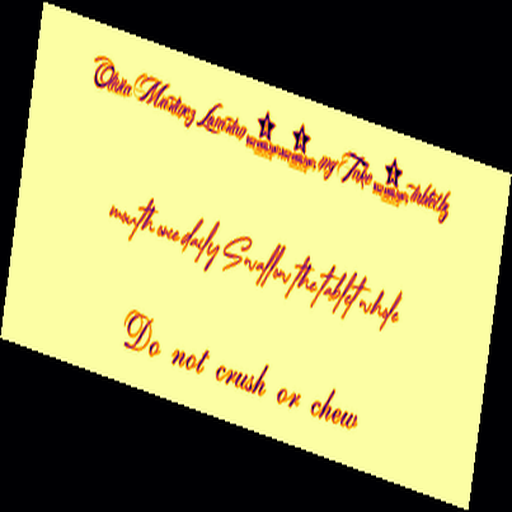 Olivia Martinez Losartan mg Take tablet by
mouth once daily Swallow the tablet whole
Do not crush or chew